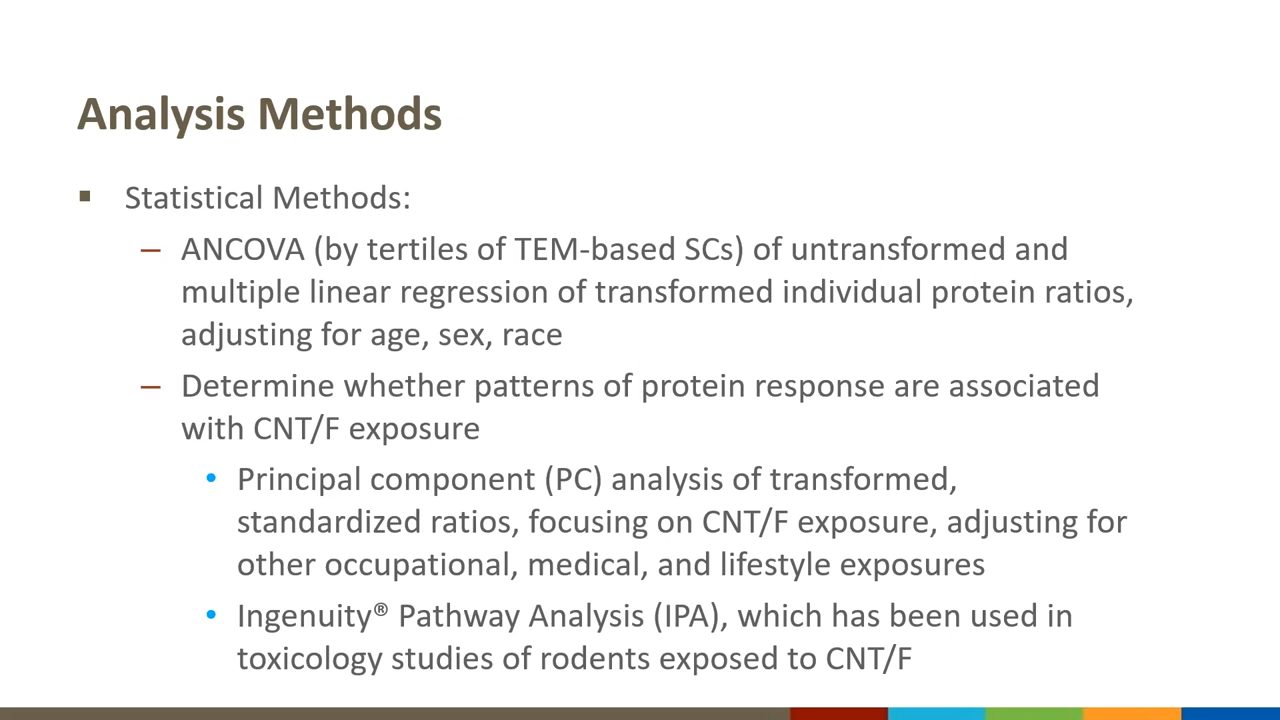 Analysis Methods
▪ Statistical Methods:
– ANCOVA (by tertiles of TEM-based SCs) of untransformed and
multiple linear regression of transformed individual protein ratios,
adjusting for age, sex, race
– Determine whether patterns of protein response are associated
with CNT/F exposure
• Principal component (PC) analysis of transformed,
standardized ratios, focusing on CNT/F exposure, adjusting for
other occupational, medical, and lifestyle exposures
• Ingenuity® Pathway Analysis (IPA), which has been used in
toxicology studies of rodents exposed to CNT/F